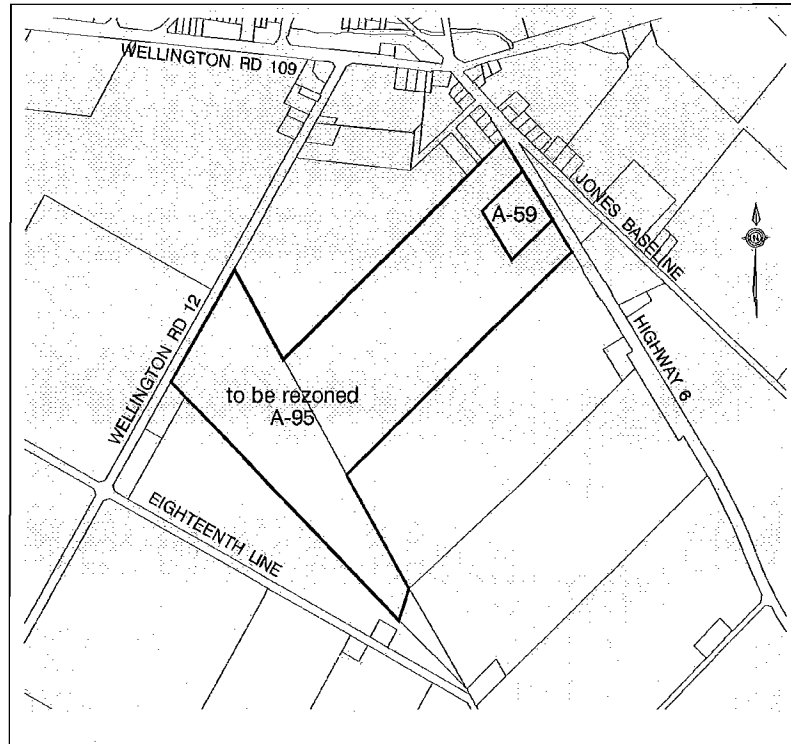 WELLINGTON RD 109
JONES BASELINE
A-59
N
WELLINGTON RD 12
HIGHWAY 6
to be rezoned
A-95
EIGHTEENTH LINE